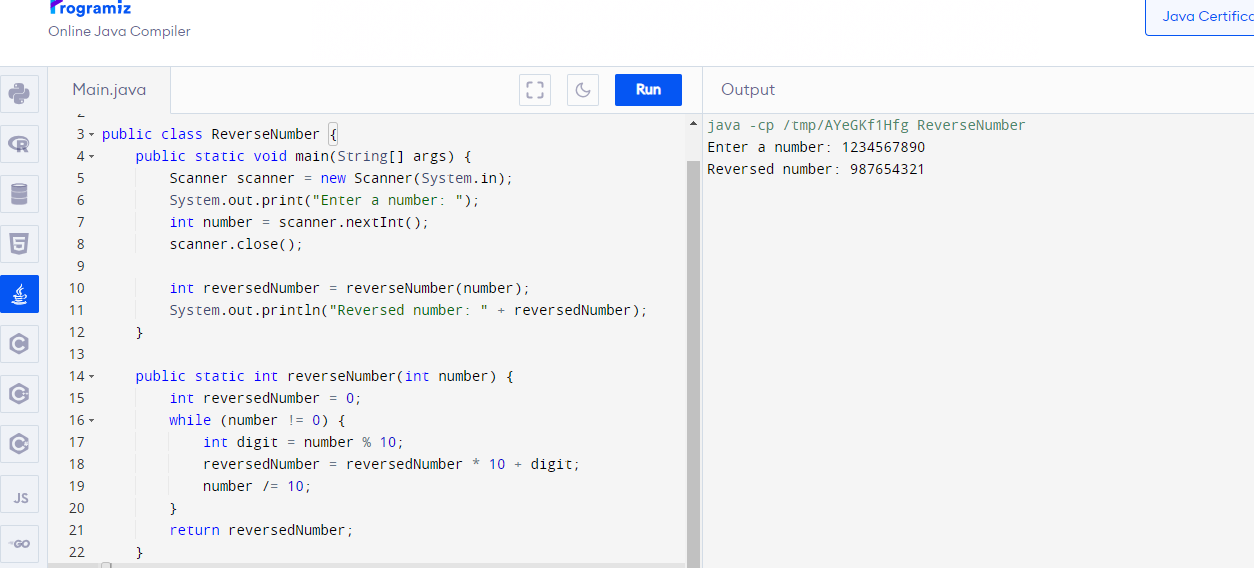 Programiz
Online Java Compiler
Java Certific
Main.java
Run
Output
2
3 public class ReverseNumber {
4     public static void main(String[] args) {
5         Scanner scanner = new Scanner(System.in);
6         System.out.print("Enter a number: ");
7         int number = scanner.nextInt();
8         scanner.close();
9
10         int reversedNumber = reverseNumber(number);
11         System.out.println("Reversed number: " + reversedNumber);
12     }
13
14     public static int reverseNumber(int number) {
15         int reversedNumber = 0;
16         while (number != 0) {
17             int digit = number % 10;
18             reversedNumber = reversedNumber * 10 + digit;
19             number /= 10;
20         }
21         return reversedNumber;
22     }
java -cp /tmp/AYeGKf1Hfg ReverseNumber
Enter a number: 1234567890
Reversed number: 987654321
R
5
C
C
C
JS
GO